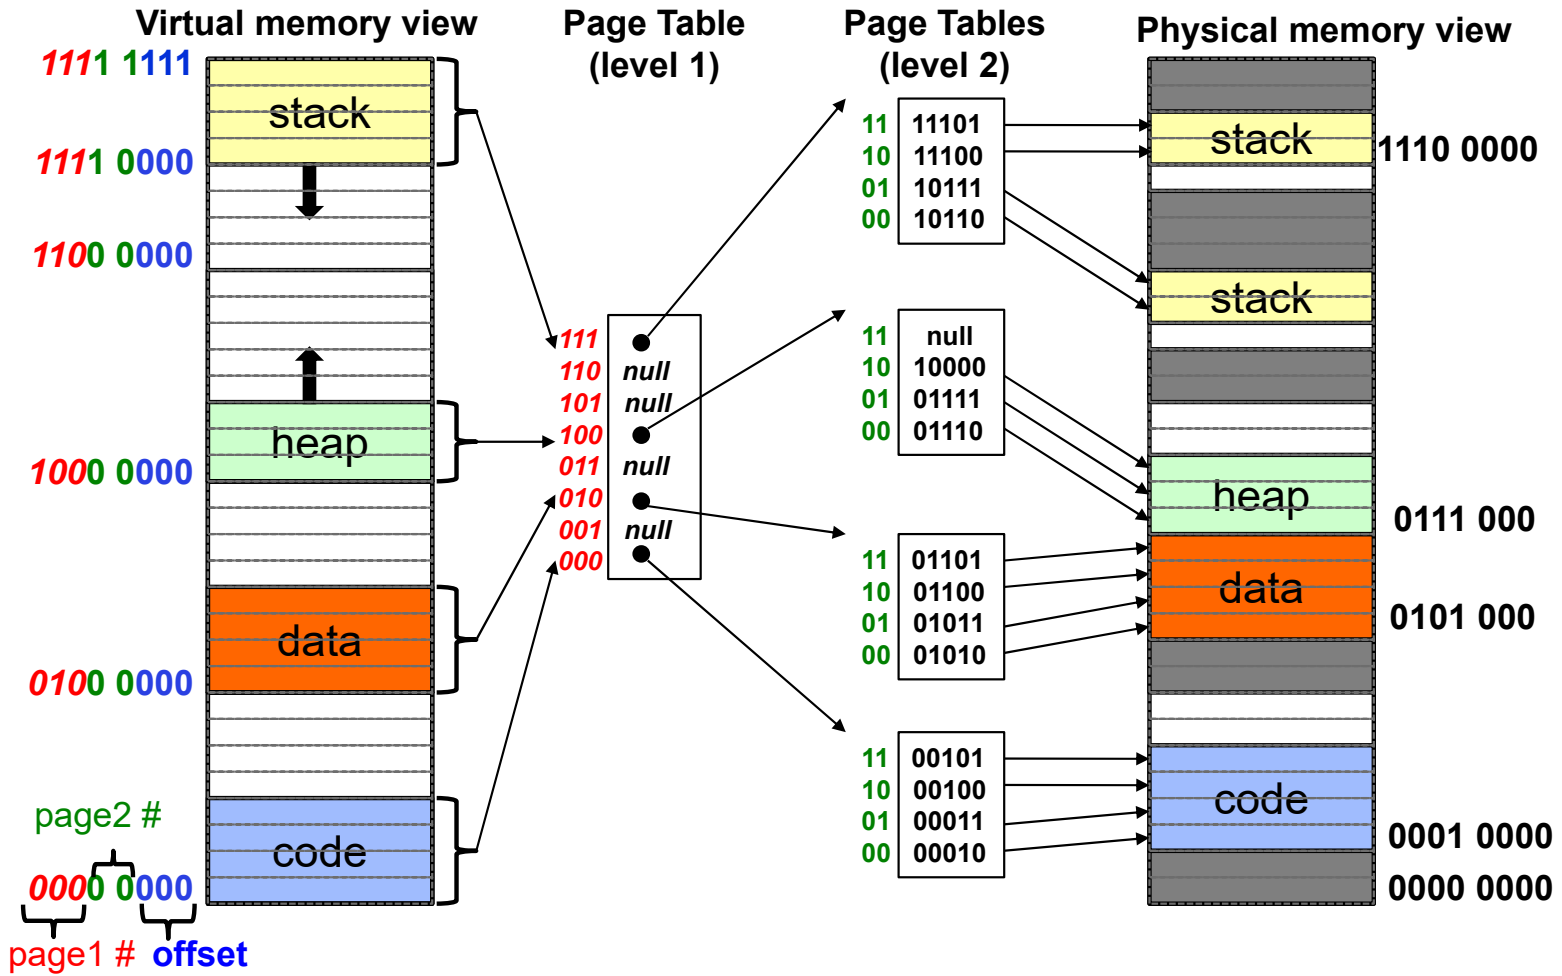 Virtual memory view
Page Table
(level 1)
Page Tables
(level 2)
Physical memory view
1111 1111
stack
1111 0000
1100 0000
heap
1000 0000
data
0100 0000
page2 #
code
0000 0000
page1 # offset
111
110 null
101 null
100
011 null
010
001 null
000
11 11101
10 11100
01 10111
00 10110
11 null
10 10000
01 01111
00 01110
11 01101
10 01100
01 01011
00 01010
11 00101
10 00100
01 00011
00 00010
stack
1110 0000
stack
heap
0111 000
data
0101 000
code
0001 0000
0000 0000